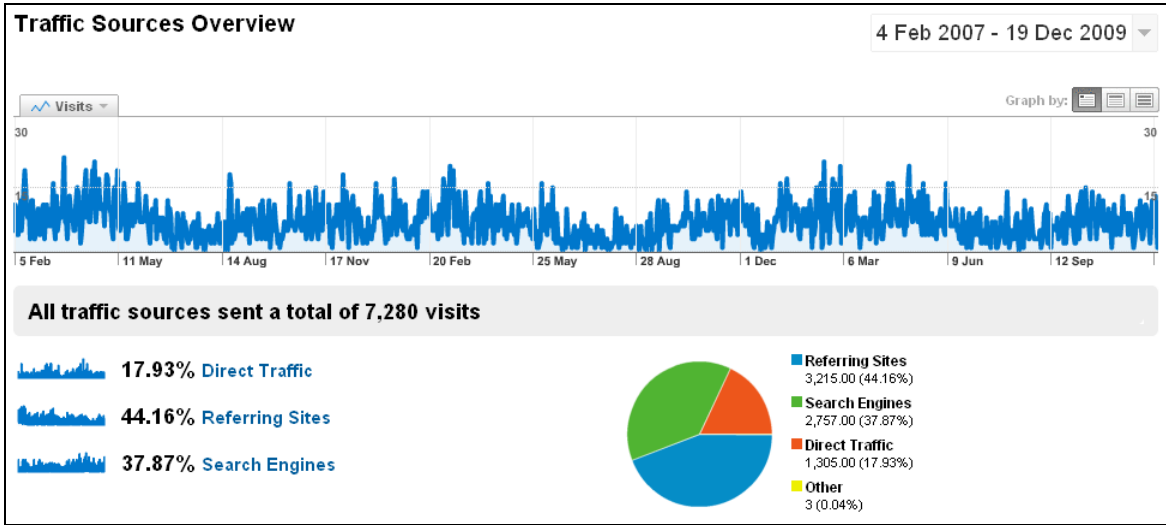 Traffic Sources Overview
4 Feb 2007 - 19 Dec 2009
Visits
Graph by:
30 30
15 15
5 Feb 11 May 14 Aug 17 Nov 20 Feb 25 May 28 Aug 1 Dec 6 Mar 9 Jun 12 Sep
All traffic sources sent a total of 7,280 visits
17.93% Direct Traffic
44.16% Referring Sites
37.87% Search Engines
Referring Sites
3,215.00 (44.16%)
Search Engines
2,757.00 (37.87%)
Direct Traffic
1,305.00 (17.93%)
Other
3 (0.04%)